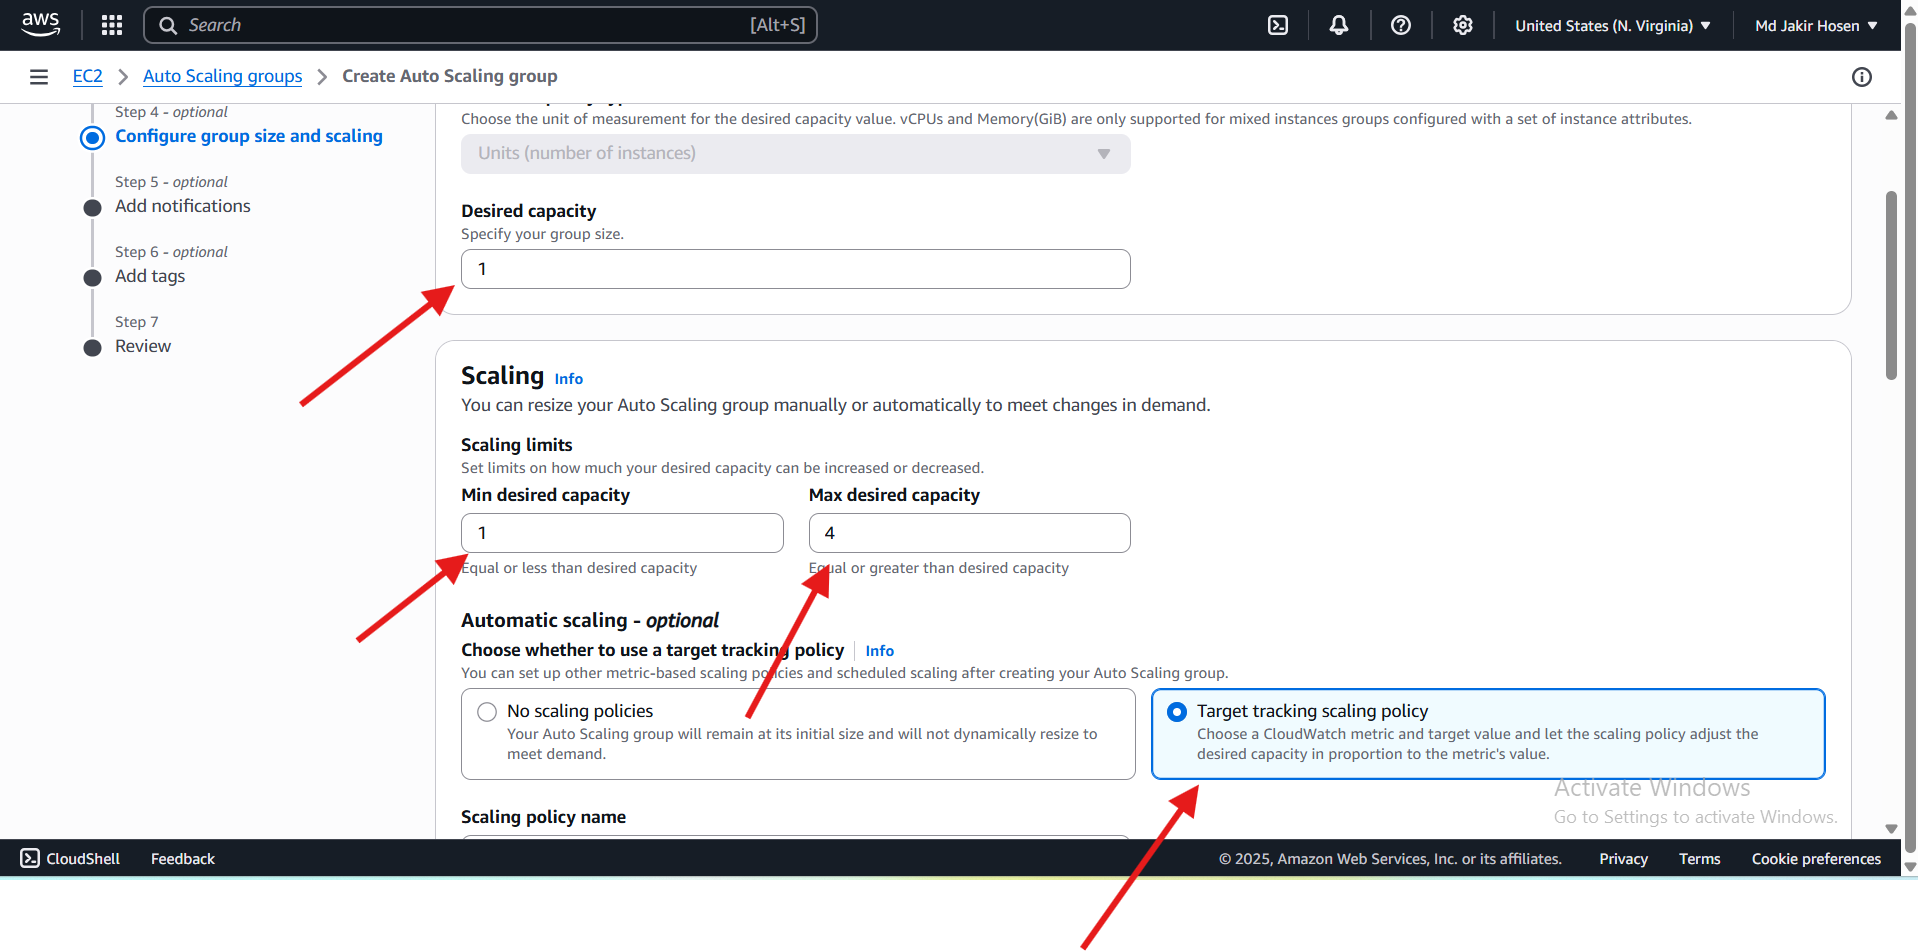 aws
Search [Alt+S]
United States (N. Virginia)
Md Jakir Hosen
EC2 Auto Scaling groups Create Auto Scaling group
Step 4 - optional
Configure group size and scaling
Step 5 - optional
Add notifications
Step 6 - optional
Add tags
Step 7
Review
Choose the unit of measurement for the desired capacity value. vCPUs and Memory(GiB) are only supported for mixed instances groups configured with a set of instance attributes.
Units (number of instances)
Desired capacity
Specify your group size.
1
Scaling Info
You can resize your Auto Scaling group manually or automatically to meet changes in demand.
Scaling limits
Set limits on how much your desired capacity can be increased or decreased.
Min desired capacity
1
Equal or less than desired capacity
Max desired capacity
4
Equal or greater than desired capacity
Automatic scaling - optional
Choose whether to use a target tracking policy Info
You can set up other metric-based scaling policies and scheduled scaling after creating your Auto Scaling group.
No scaling policies
Your Auto Scaling group will remain at its initial size and will not dynamically resize to
meet demand.
Target tracking scaling policy
Choose a CloudWatch metric and target value and let the scaling policy adjust the
desired capacity in proportion to the metric's value.
Scaling policy name
Activate Windows
Go to Settings to activate Windows.
CloudShell Feedback
© 2025, Amazon Web Services, Inc. or its affiliates. Privacy Terms Cookie preferences